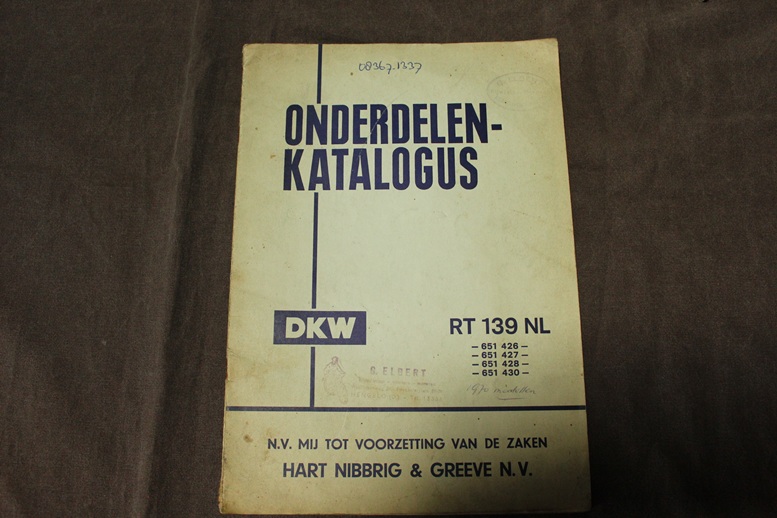 08367-1337
ONDERDELEN-
KATALOGUS
DKW
RT 139 NL
- 651 426 -
- 651 427 -
- 651 428 -
- 651 430 -
G. ELBERT
N.V. MIJ TOT VOORZETTING VAN DE ZAKEN
HART NIBBRIG & GREEVE N.V.